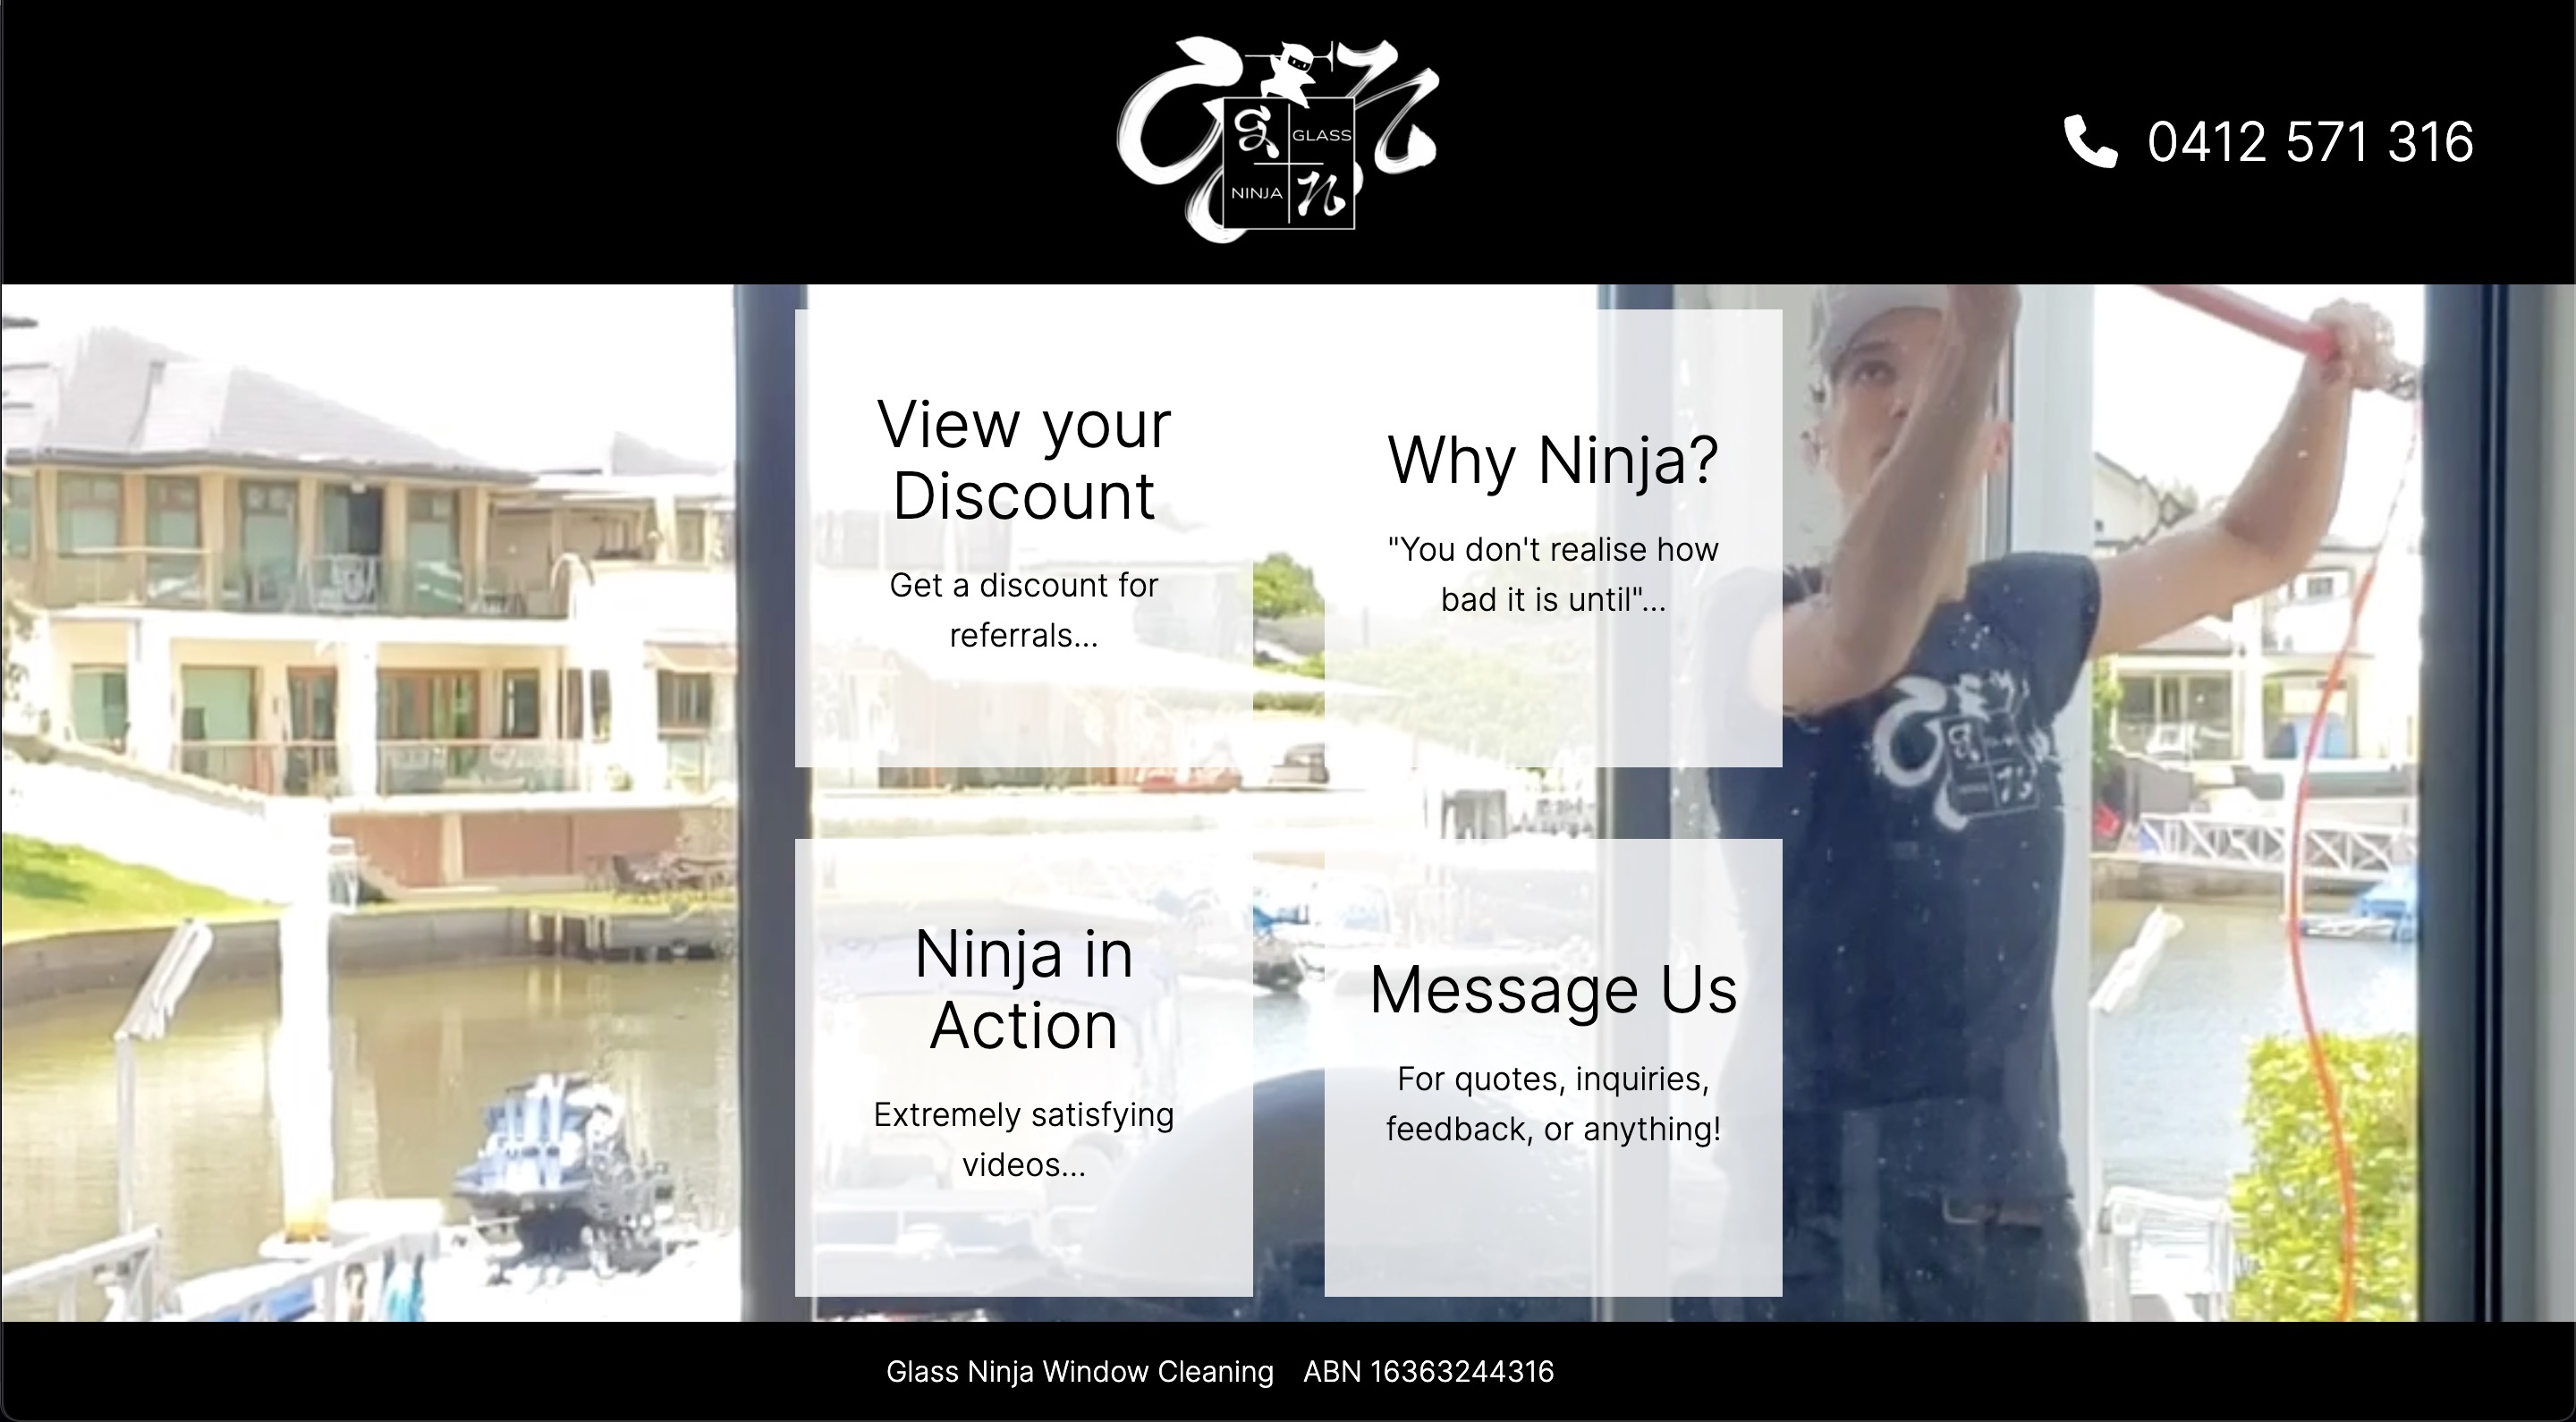 GLASS
NINJA
0412 571 316
View your
Discount
Get a discount for
referrals...
Why Ninja?
"You don't realise how
bad it is until"...
Ninja in
Action
Extremely satisfying
videos...
Message Us
For quotes, inquiries,
feedback, or anything!
Glass Ninja Window Cleaning ABN 16363244316